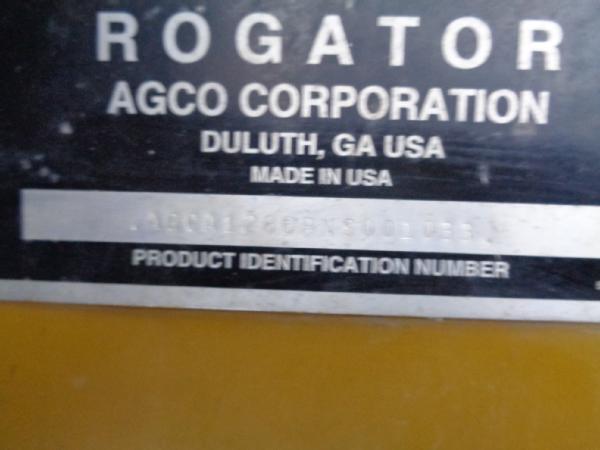 ROGATOR
AGCO CORPORATION
DULUTH, GA USA
MADE IN USA
PRODUCT IDENTIFICATION NUMBER